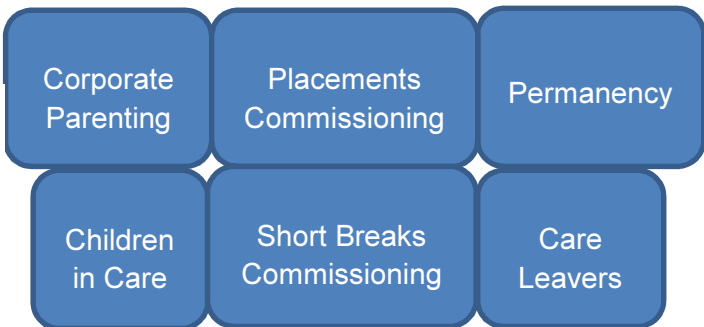 Corporate
Parenting
Placements
Commissioning
Permanency
Children
in Care
Short Breaks
Commissioning
Care
Leavers